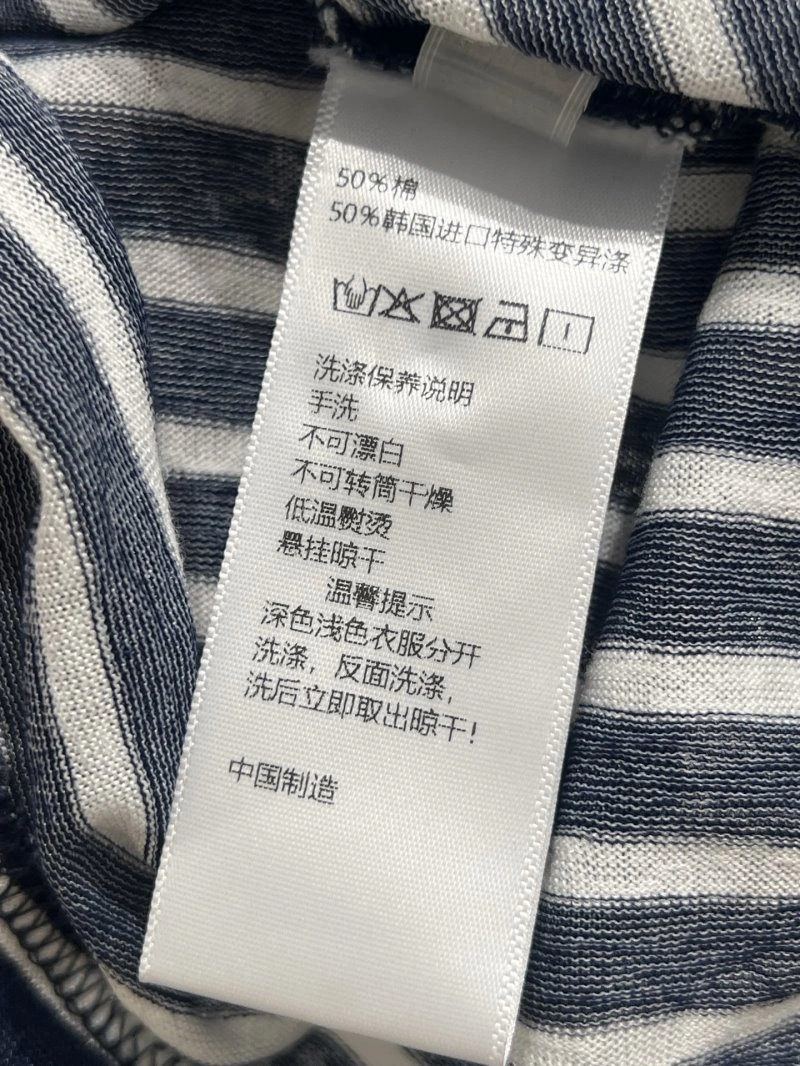 50%棉
50%韩国进口特殊变异涤
洗涤保养说明
手洗
不可漂白
不可转筒干燥
低温熨烫
悬挂晾干
温馨提示
深色浅色衣服分开
洗涤，反面洗涤，
洗后立即取出晾干！
中国制造